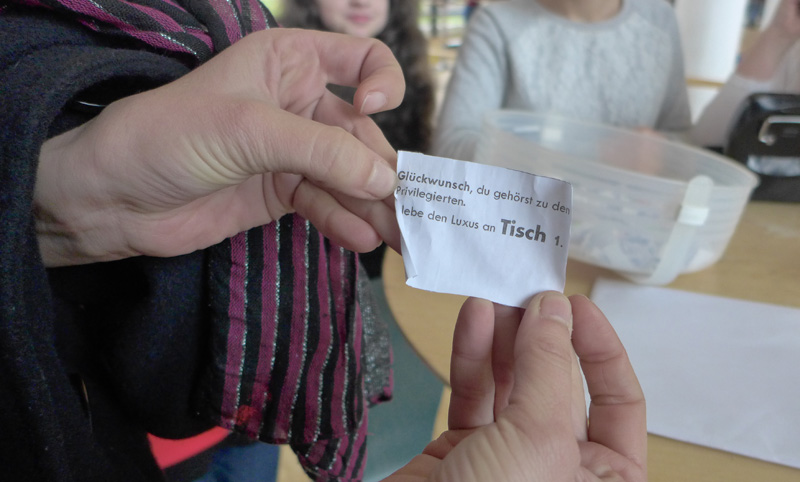 Glückwunsch, du gehörst zu den
Privilegierten.
lebe den Luxus an Tisch 1.